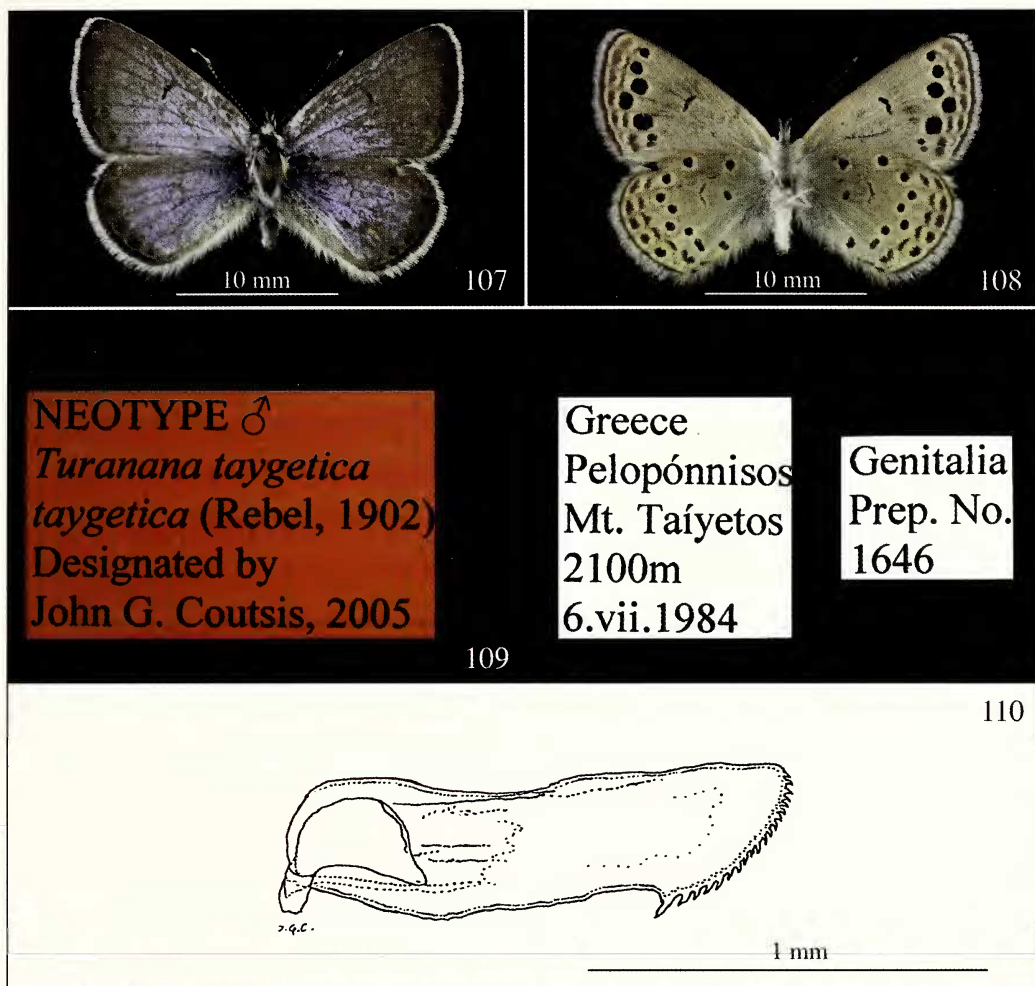 10 mm
107
10 mm
108
NEOTYPE ♂
Turanana taygetica
taygetica (Rebel, 1902)
Designated by
John G. Coutsis, 2005
109
Greece
Pelopónnisos
Mt. Taíyetos
2100m
6.vii.1984
Genitalia
Prep. No.
1646
110
J.G.C.
1 mm